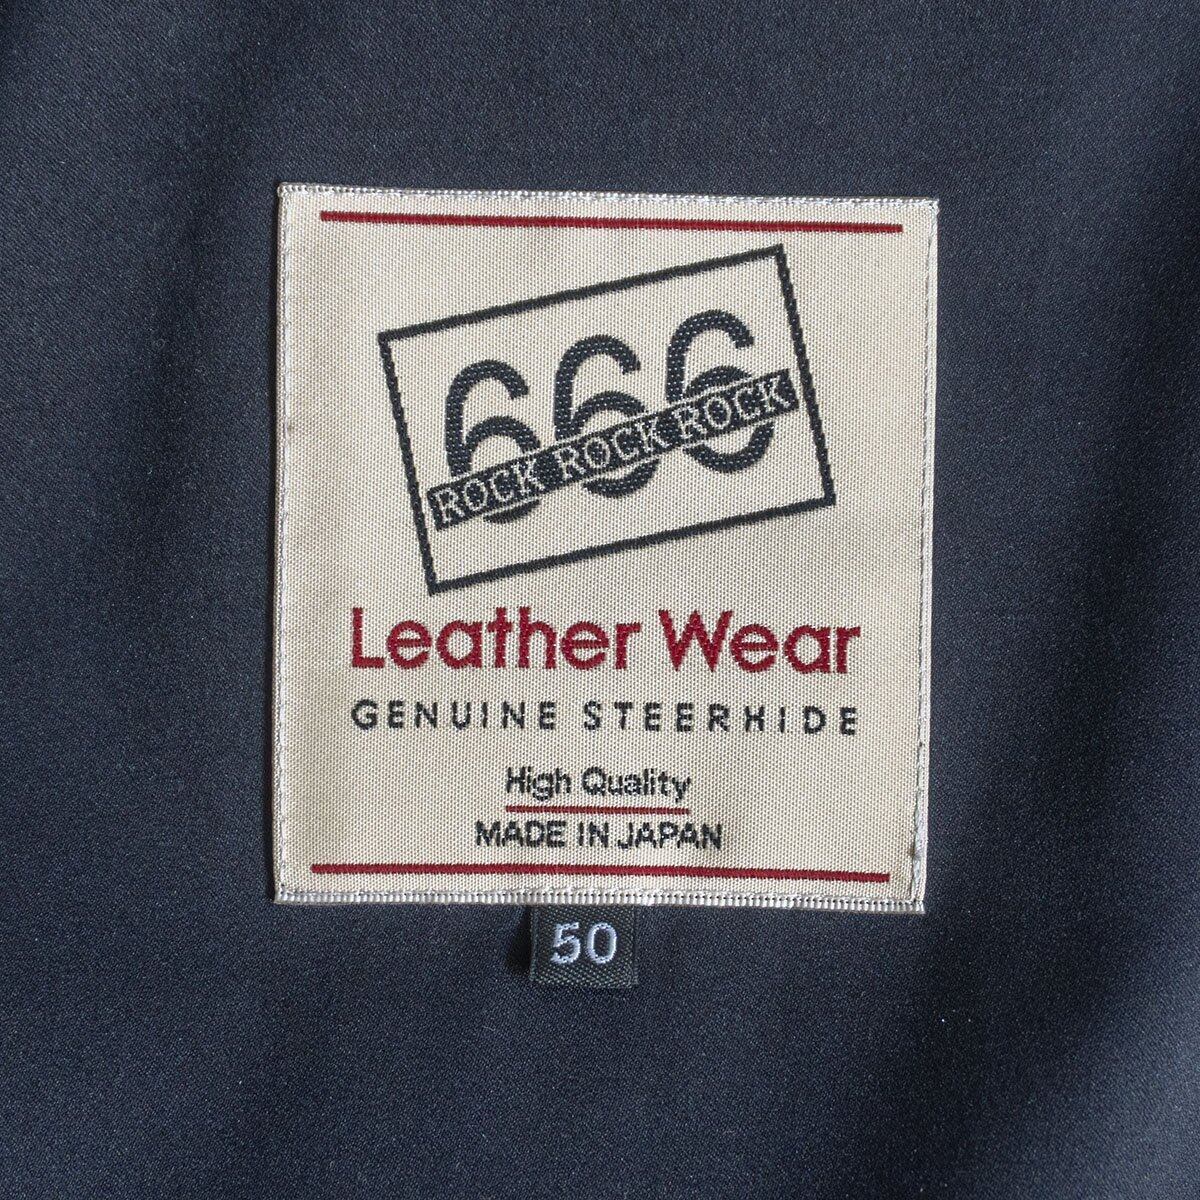 666
ROCK ROCK ROCK
Leather Wear
GENUINE STEERHIDE
High Quality
MADE IN JAPAN
50